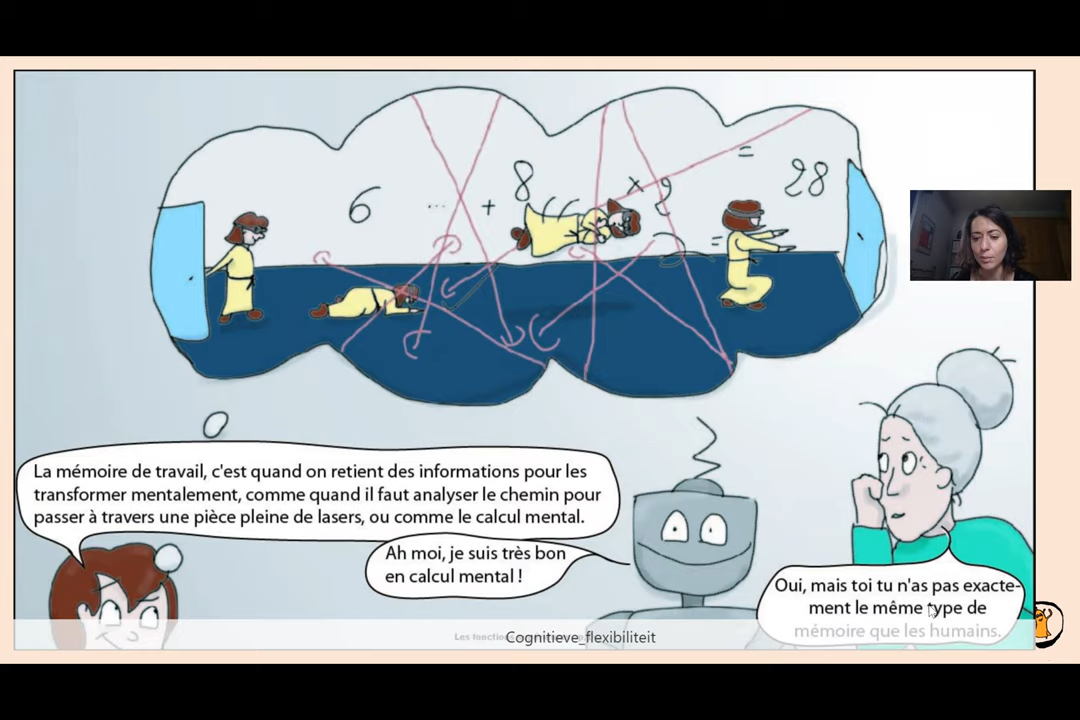 6 ... + 8 x 2 = 28
=
La mémoire de travail, c'est quand on retient des informations pour les
transformer mentalement, comme quand il faut analyser le chemin pour
passer à travers une pièce pleine de lasers, ou comme le calcul mental.
Ah moi, je suis très bon
en calcul mental !
Oui, mais toi tu n'as pas exacte-
ment le même type de
mémoire que les humains.
Les fonctio
Cognitieve_flexibiliteit